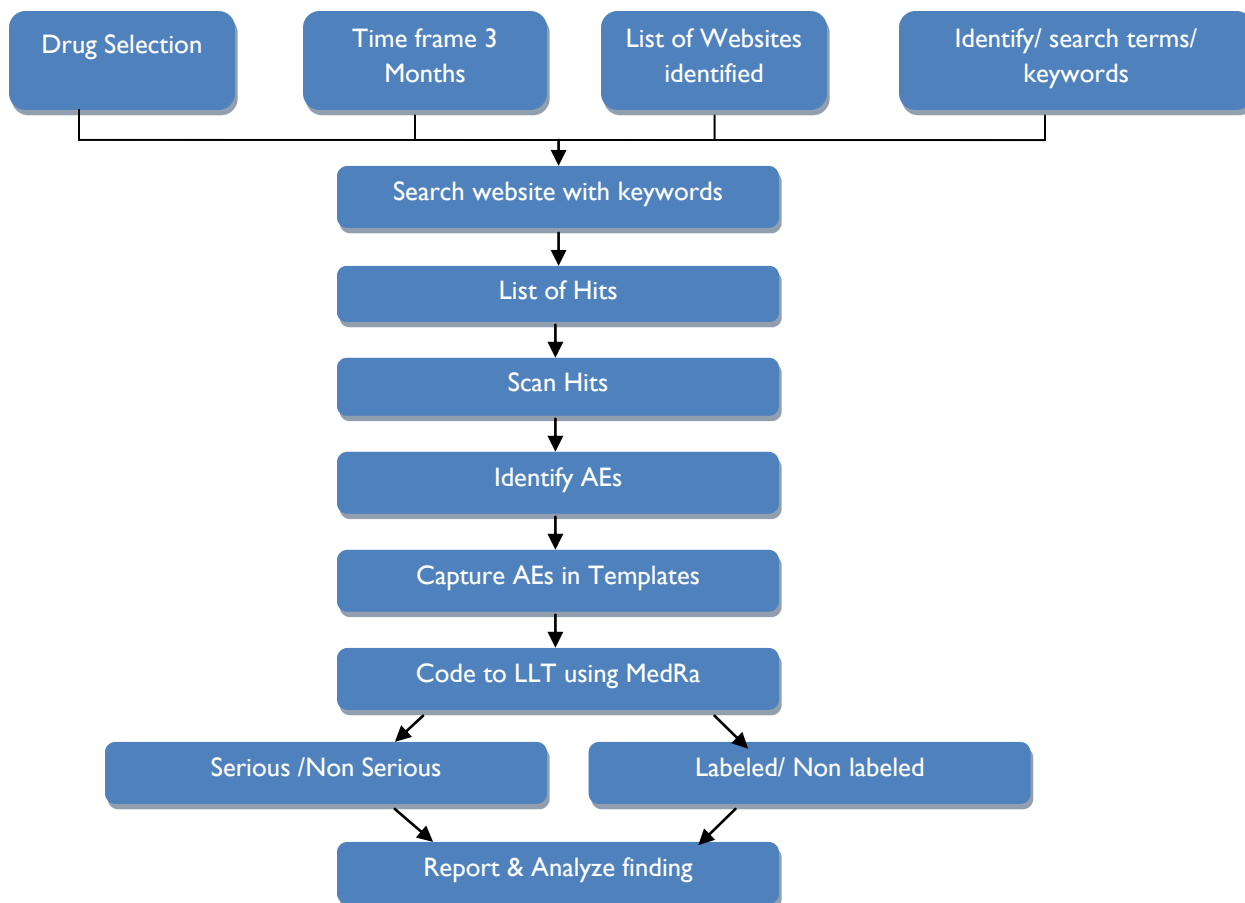 Drug Selection
Time frame 3
Months
List of Websites
identified
Identify/ search terms/
keywords
Search website with keywords
List of Hits
Scan Hits
Identify AEs
Capture AEs in Templates
Code to LLT using MedRa
Serious /Non Serious
Labeled/ Non labeled
Report & Analyze finding